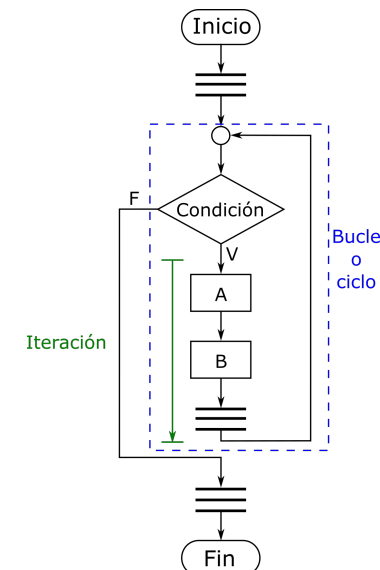 Inicio
F
Condición
V
Bucle
o
ciclo
A
Iteración
B
Fin